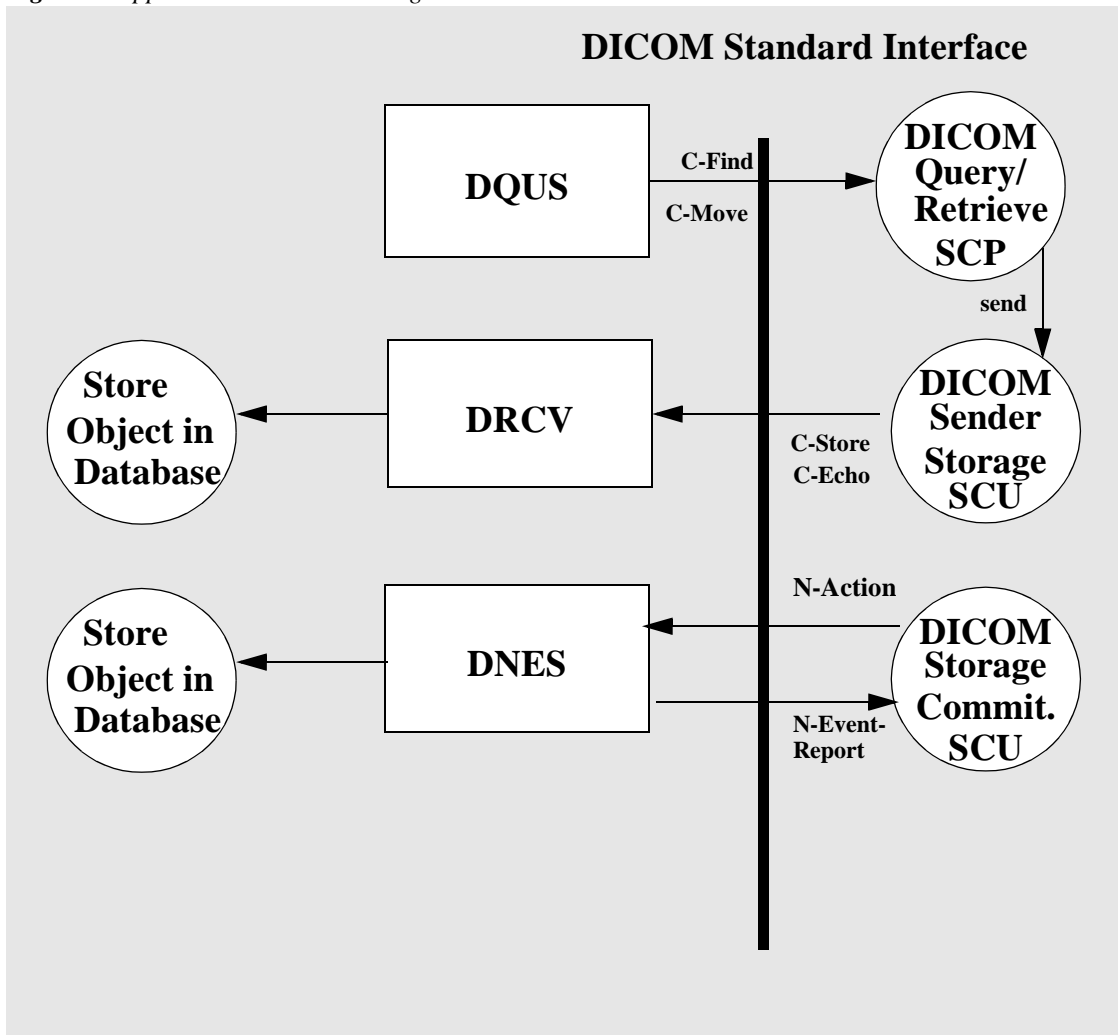 DICOM Standard Interface
DQUS
C-Find
C-Move
DICOM
Query/
Retrieve
SCP
send
Store
Object in
Database
DRCV
C-Store
C-Echo
DICOM
Sender
Storage
SCU
Store
Object in
Database
DNES
N-Action
N-Event-
Report
DICOM
Storage
Commit.
SCU